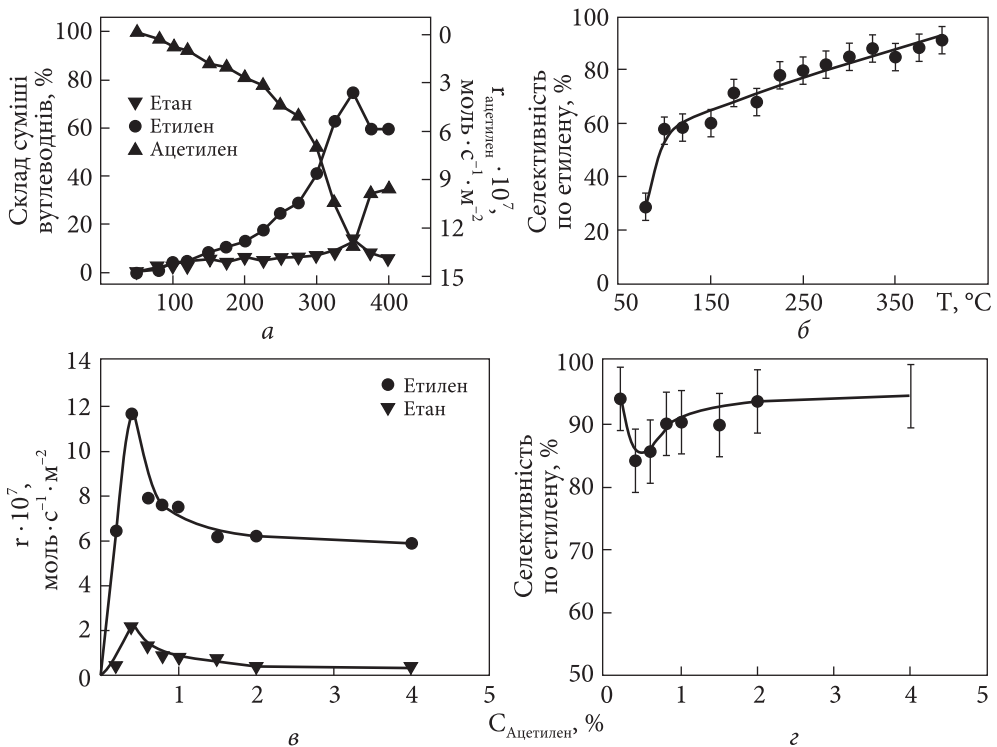 Склад суміші
вуглеводнів, %
100
80
60
40
20
0
Етан
Етилен
Ацетилен
0
3
6
9
12
15
r ацетилен · 10⁷,
моль · с⁻¹ · м⁻²
100
200
300
400
а
Селективність
по етилену, %
100
80
60
40
20
0
50
150
250
350
T, °C
б
r · 10⁷,
моль · с⁻¹ · м⁻²
14
12
10
8
6
4
2
0
Етилен
Етан
1
2
3
4
5
в
Селективність
по етилену, %
100
90
80
70
60
50
0
1
2
3
4
5
г
C Ацетилен, %